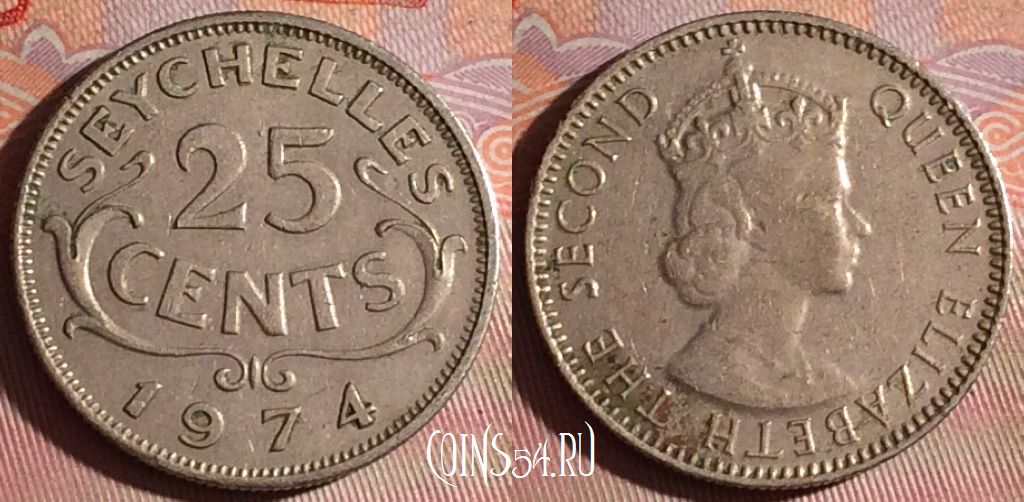 SEYCHELLES
25
CENTS
1974
QUEEN ELIZABETH THE SECOND
COINS54.RU